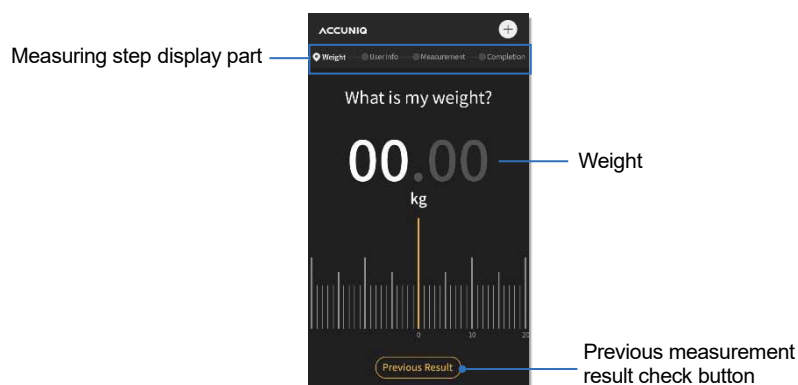 ACCUNIQ
+
Measuring step display part
Weight User Info Measurement Completion
What is my weight?
00.00
Weight
kg
0 10 20
Previous Result
Previous measurement
result check button